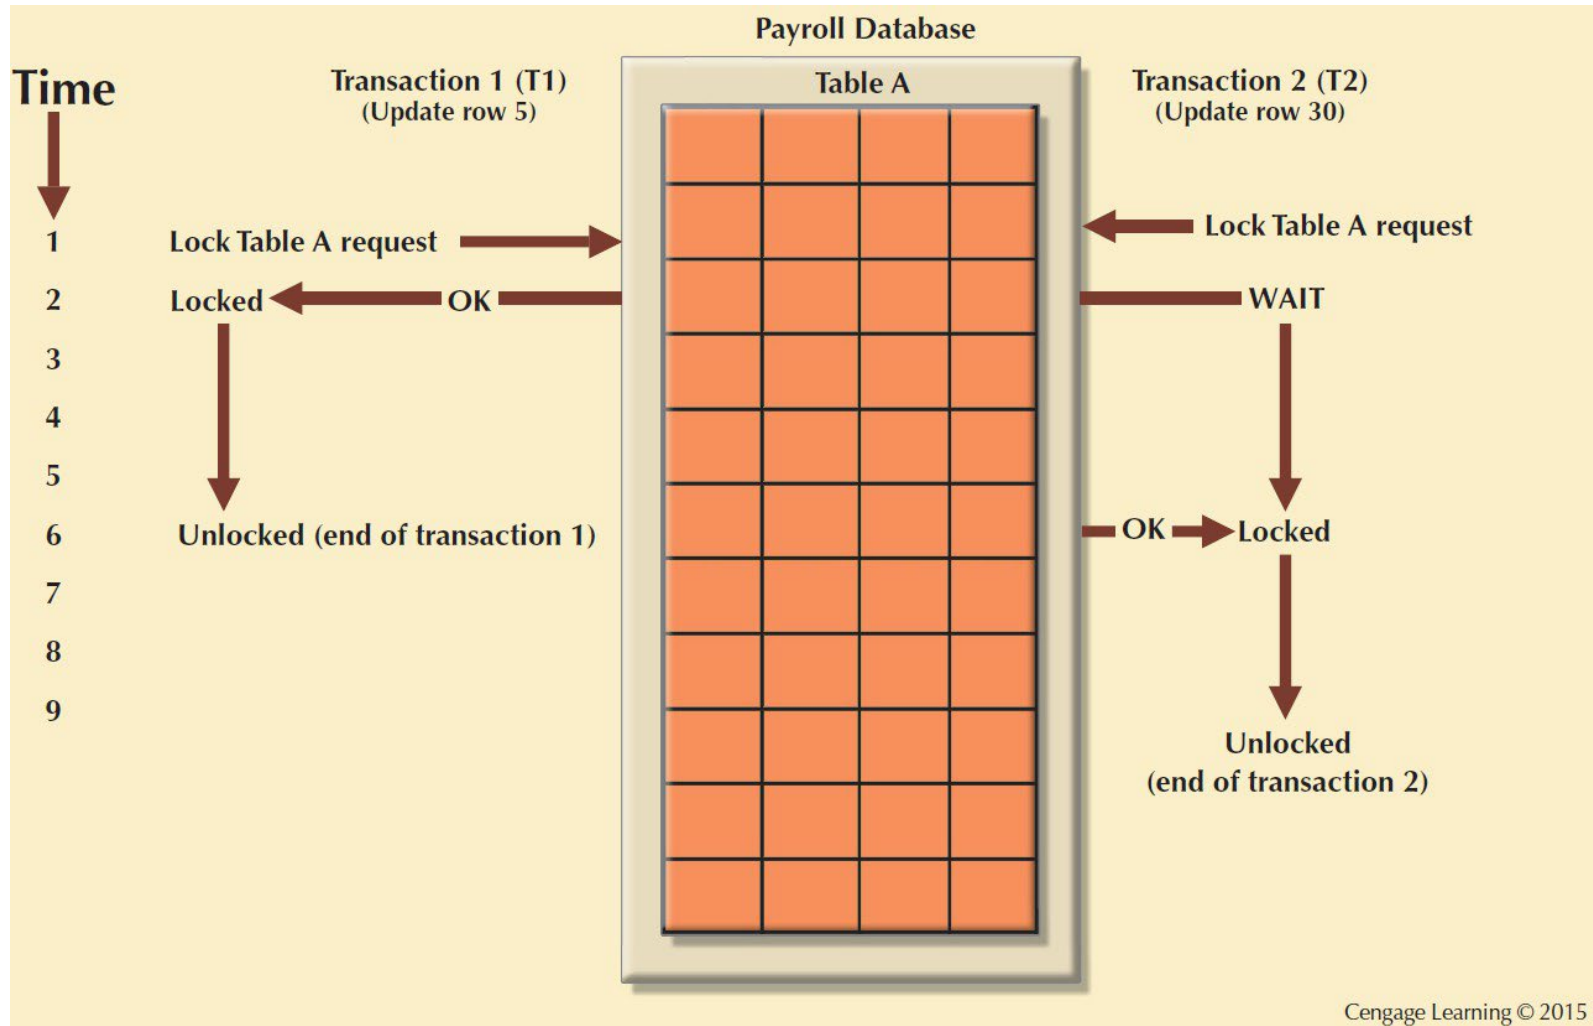 Payroll Database
Time
Transaction 1 (T1)
(Update row 5)
Table A
Transaction 2 (T2)
(Update row 30)
1
Lock Table A request
Lock Table A request
2
Locked
OK
WAIT
3
4
5
6
Unlocked (end of transaction 1)
OK
Locked
7
8
9
Unlocked
(end of transaction 2)
Cengage Learning © 2015